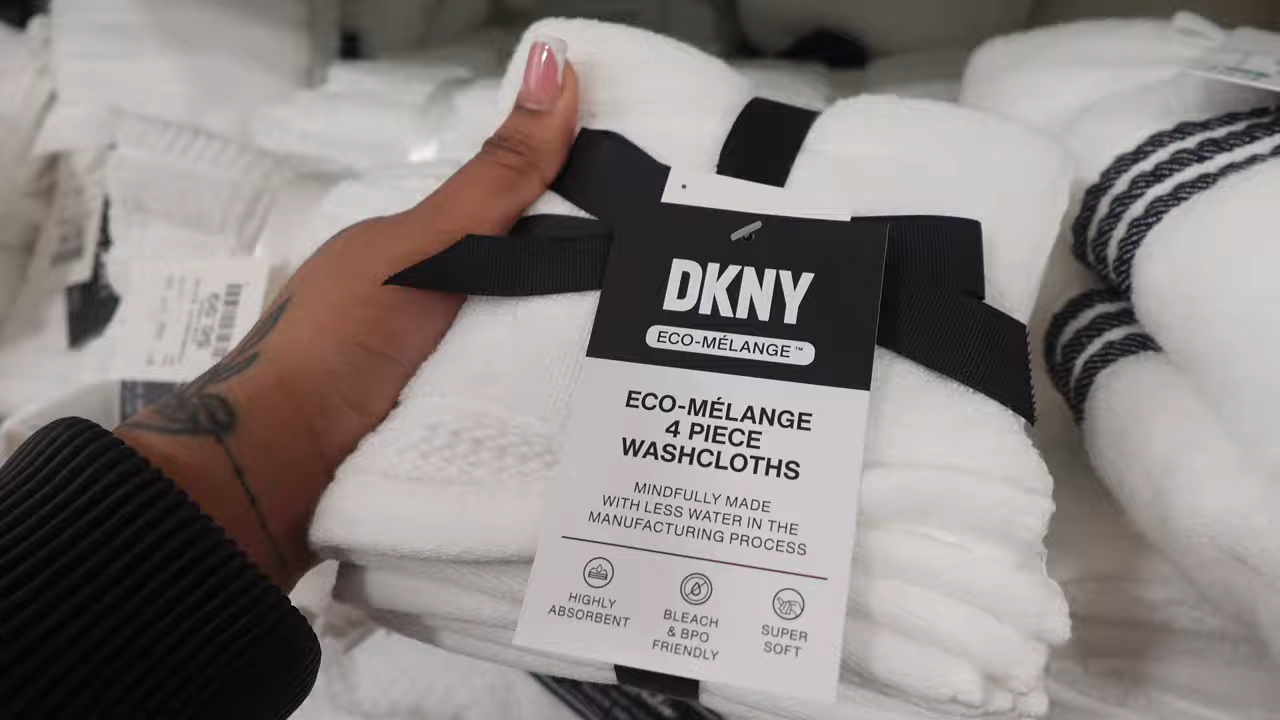 DKNY
ECO-MÉLANGE™
ECO-MÉLANGE
4 PIECE
WASHCLOTHS
MINDFULLY MADE
WITH LESS WATER IN THE
MANUFACTURING PROCESS
HIGHLY
ABSORBENT
BLEACH
& BPO
FRIENDLY
SUPER
SOFT